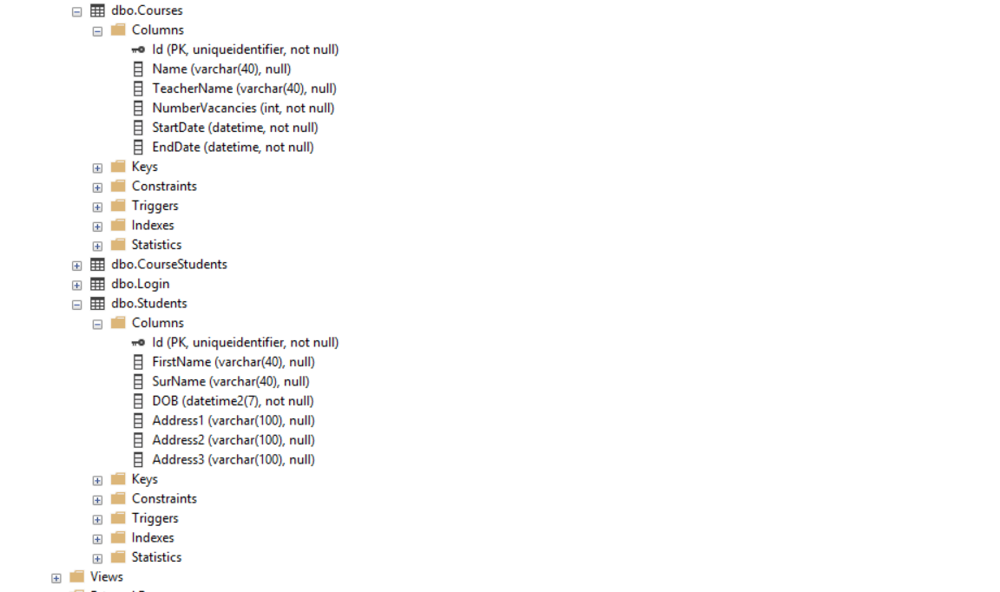 dbo.Courses
Columns
Id (PK, uniqueidentifier, not null)
Name (varchar(40), null)
TeacherName (varchar(40), null)
NumberVacancies (int, not null)
StartDate (datetime, not null)
EndDate (datetime, not null)
Keys
Constraints
Triggers
Indexes
Statistics
dbo.CourseStudents
dbo.Login
dbo.Students
Columns
Id (PK, uniqueidentifier, not null)
FirstName (varchar(40), null)
SurName (varchar(40), null)
DOB (datetime2(7), not null)
Address1 (varchar(100), null)
Address2 (varchar(100), null)
Address3 (varchar(100), null)
Keys
Constraints
Triggers
Indexes
Statistics
Views